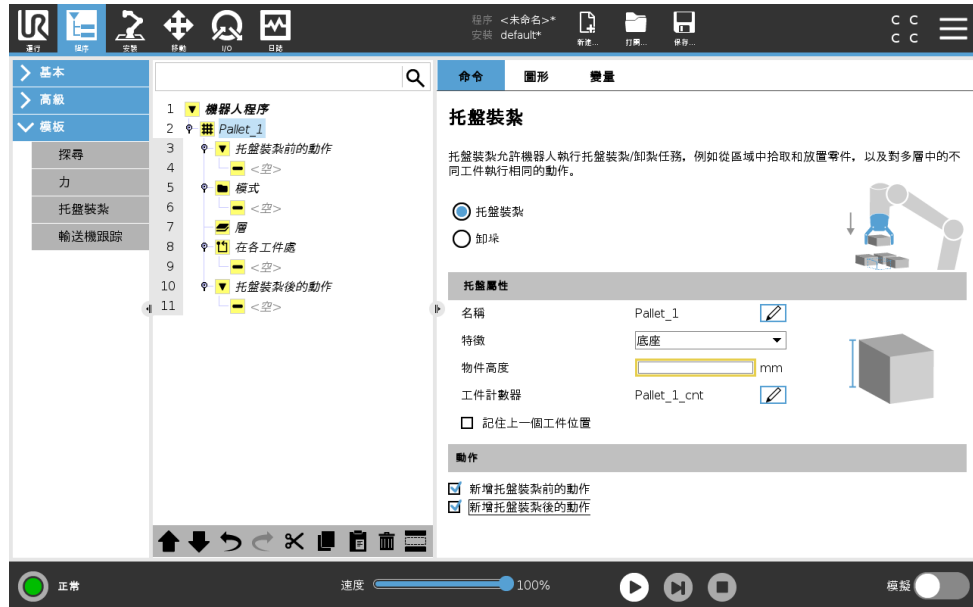 程序 <未命名>*
安裝 default*
運行
程序
安裝
移動
I/O
日誌
新建...
打開...
保存...
C C
C C
基本
高級
模板
探尋
力
托盤裝紮
輸送機跟踪
1 機器人程序
2 Pallet_1
3 托盤裝紮前的動作
4 <空>
5 模式
6 <空>
7 層
8 在各工件處
9 <空>
10 托盤裝紮後的動作
11 <空>
命令 圖形 變量
托盤裝紮
托盤裝紮允許機器人執行托盤裝紮/卸紮任務，例如從區域中拾取和放置零件，以及對多層中的不
同工件執行相同的動作。
托盤裝紮
卸垛
托盤屬性
名稱 Pallet_1
特徵 底座
物件高度 mm
工件計數器 Pallet_1_cnt
記住上一個工件位置
動作
新增托盤裝紮前的動作
新增托盤裝紮後的動作
正常
速度 100%
模擬